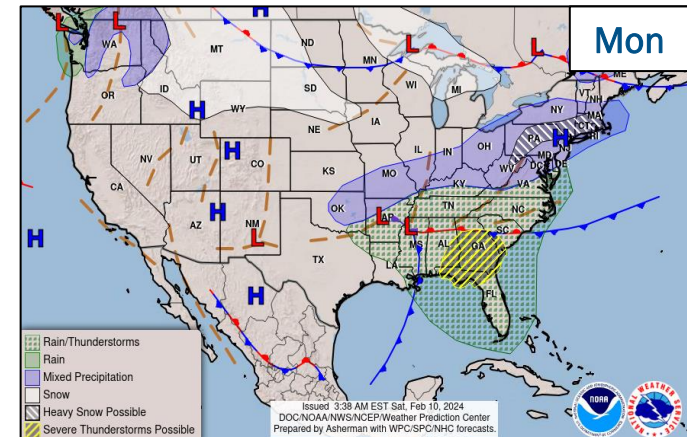 Mon
H
L
L
WA
MT
ND
MN
L
L
ME
VT
NH
OR
ID
H
WY
SD
WI
MI
NY
MA
CT
RI
NE
IA
PA
H
NJ
NV
UT
H
CO
IL
IN
OH
MD
DE
DC
WV
CA
KS
MO
KY
VA
H
AZ
NM
L
OK
AR
L
L
TN
NC
SC
H
TX
LA
MS
AL
GA
H
FL
Rain/Thunderstorms
Rain
Mixed Precipitation
Snow
Heavy Snow Possible
Severe Thunderstorms Possible
Issued 3:38 AM EST Sat, Feb 10, 2024
DOC/NOAA/NWS/NCEP/Weather Prediction Center
Prepared by Asherman with WPC/SPC/NHC forecasts.
NOAA
NATIONAL WEATHER SERVICE